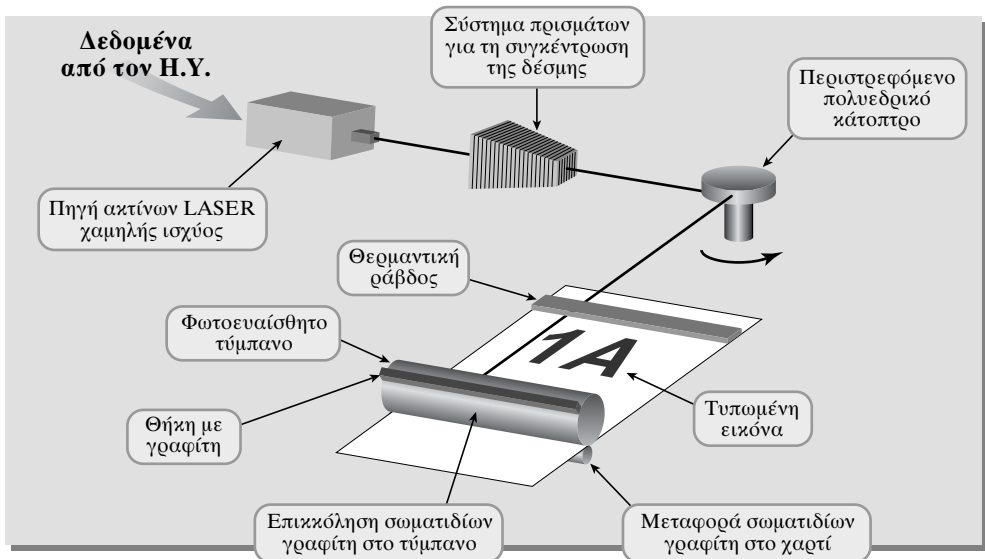 Δεδομένα
από τον Η.Υ.
Σύστημα πρισμάτων
για τη συγκέντρωση
της δέσμης
Περιστρεφόμενο
πολυεδρικό
κάτοπτρο
Πηγή ακτίνων LASER
χαμηλής ισχύος
Θερμαντική
ράβδος
Φωτοευαίσθητο
τύμπανο
1A
Τυπωμένη
εικόνα
Θήκη με
γραφίτη
Επικκόληση σωματιδίων
γραφίτη στο τύμπανο
Μεταφορά σωματιδίων
γραφίτη στο χαρτί